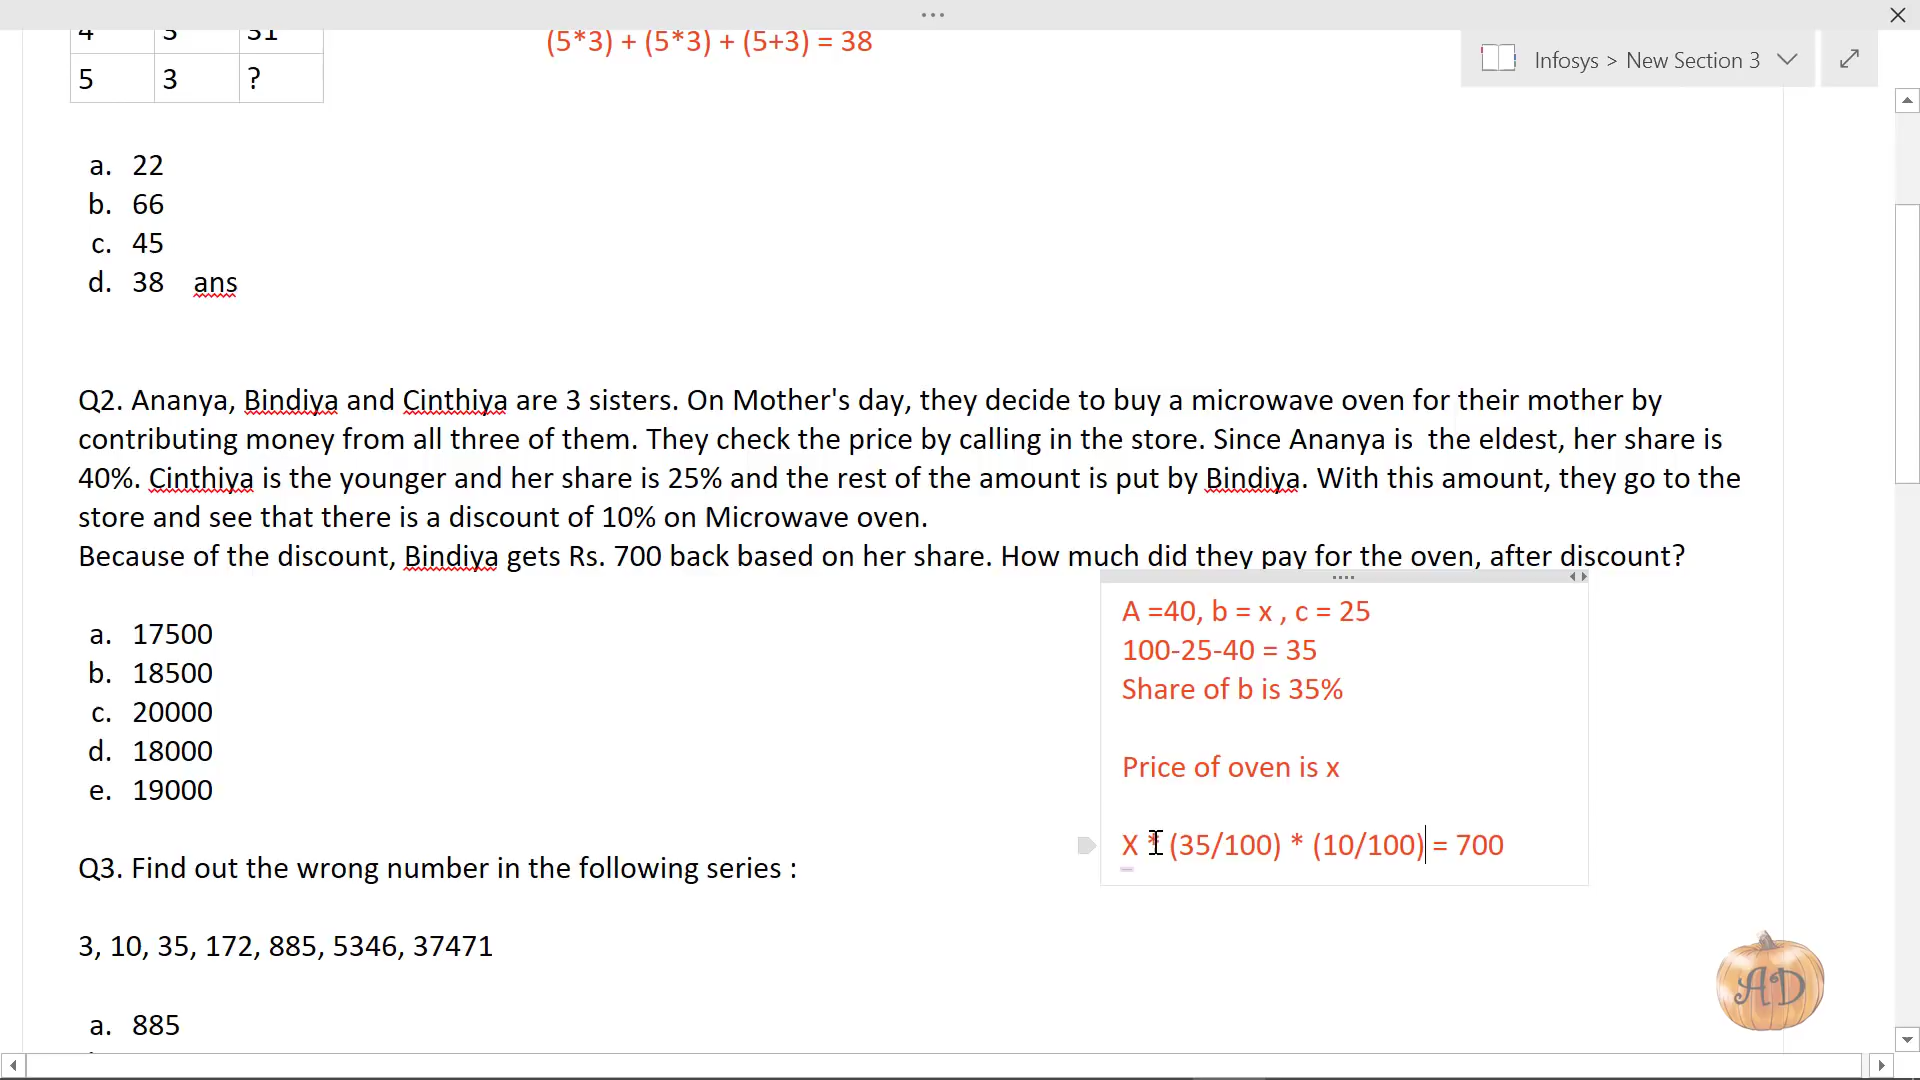 4 3 31
(5*3) + (5*3) + (5+3) = 38
Infosys > New Section 3
5 3 ?
a. 22
b. 66
c. 45
d. 38 ans
Q2. Ananya, Bindiya and Cinthiya are 3 sisters. On Mother's day, they decide to buy a microwave oven for their mother by
contributing money from all three of them. They check the price by calling in the store. Since Ananya is the eldest, her share is
40%. Cinthiya is the younger and her share is 25% and the rest of the amount is put by Bindiya. With this amount, they go to the
store and see that there is a discount of 10% on Microwave oven.
Because of the discount, Bindiya gets Rs. 700 back based on her share. How much did they pay for the oven, after discount?
A =40, b = x , c = 25
100-25-40 = 35
Share of b is 35%
Price of oven is x
X * (35/100) * (10/100) = 700
a. 17500
b. 18500
c. 20000
d. 18000
e. 19000
Q3. Find out the wrong number in the following series :
3, 10, 35, 172, 885, 5346, 37471
a. 885
AD